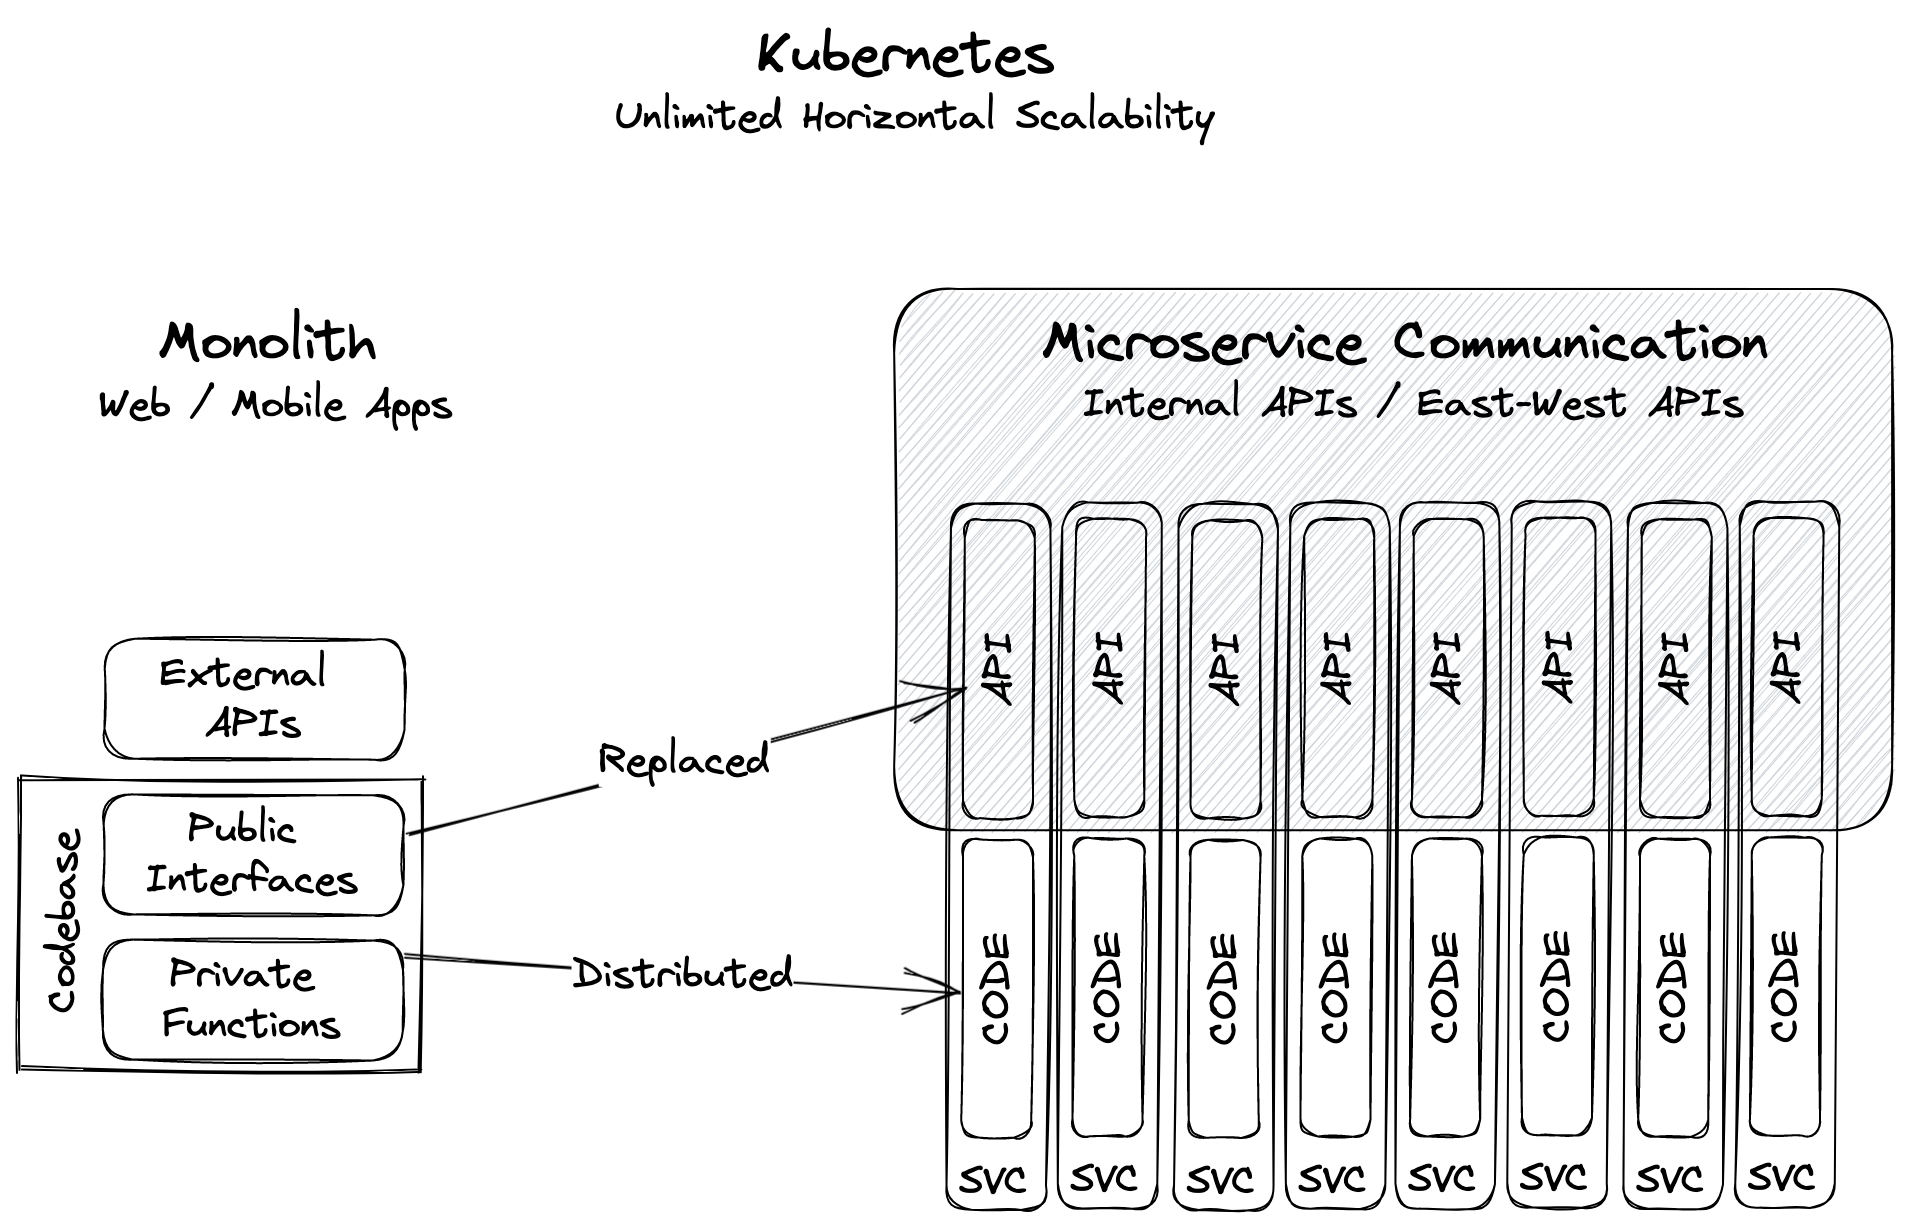 Kubernetes
Unlimited Horizontal Scalability
Monolith
Web / Mobile Apps
External
APIs
Codebase
Public
Interfaces
Private
Functions
Replaced
Distributed
Microservice Communication
Internal APIs / East-West APIs
API
API
API
API
API
API
API
API
CODE
CODE
CODE
CODE
CODE
CODE
CODE
CODE
SVC
SVC
SVC
SVC
SVC
SVC
SVC
SVC